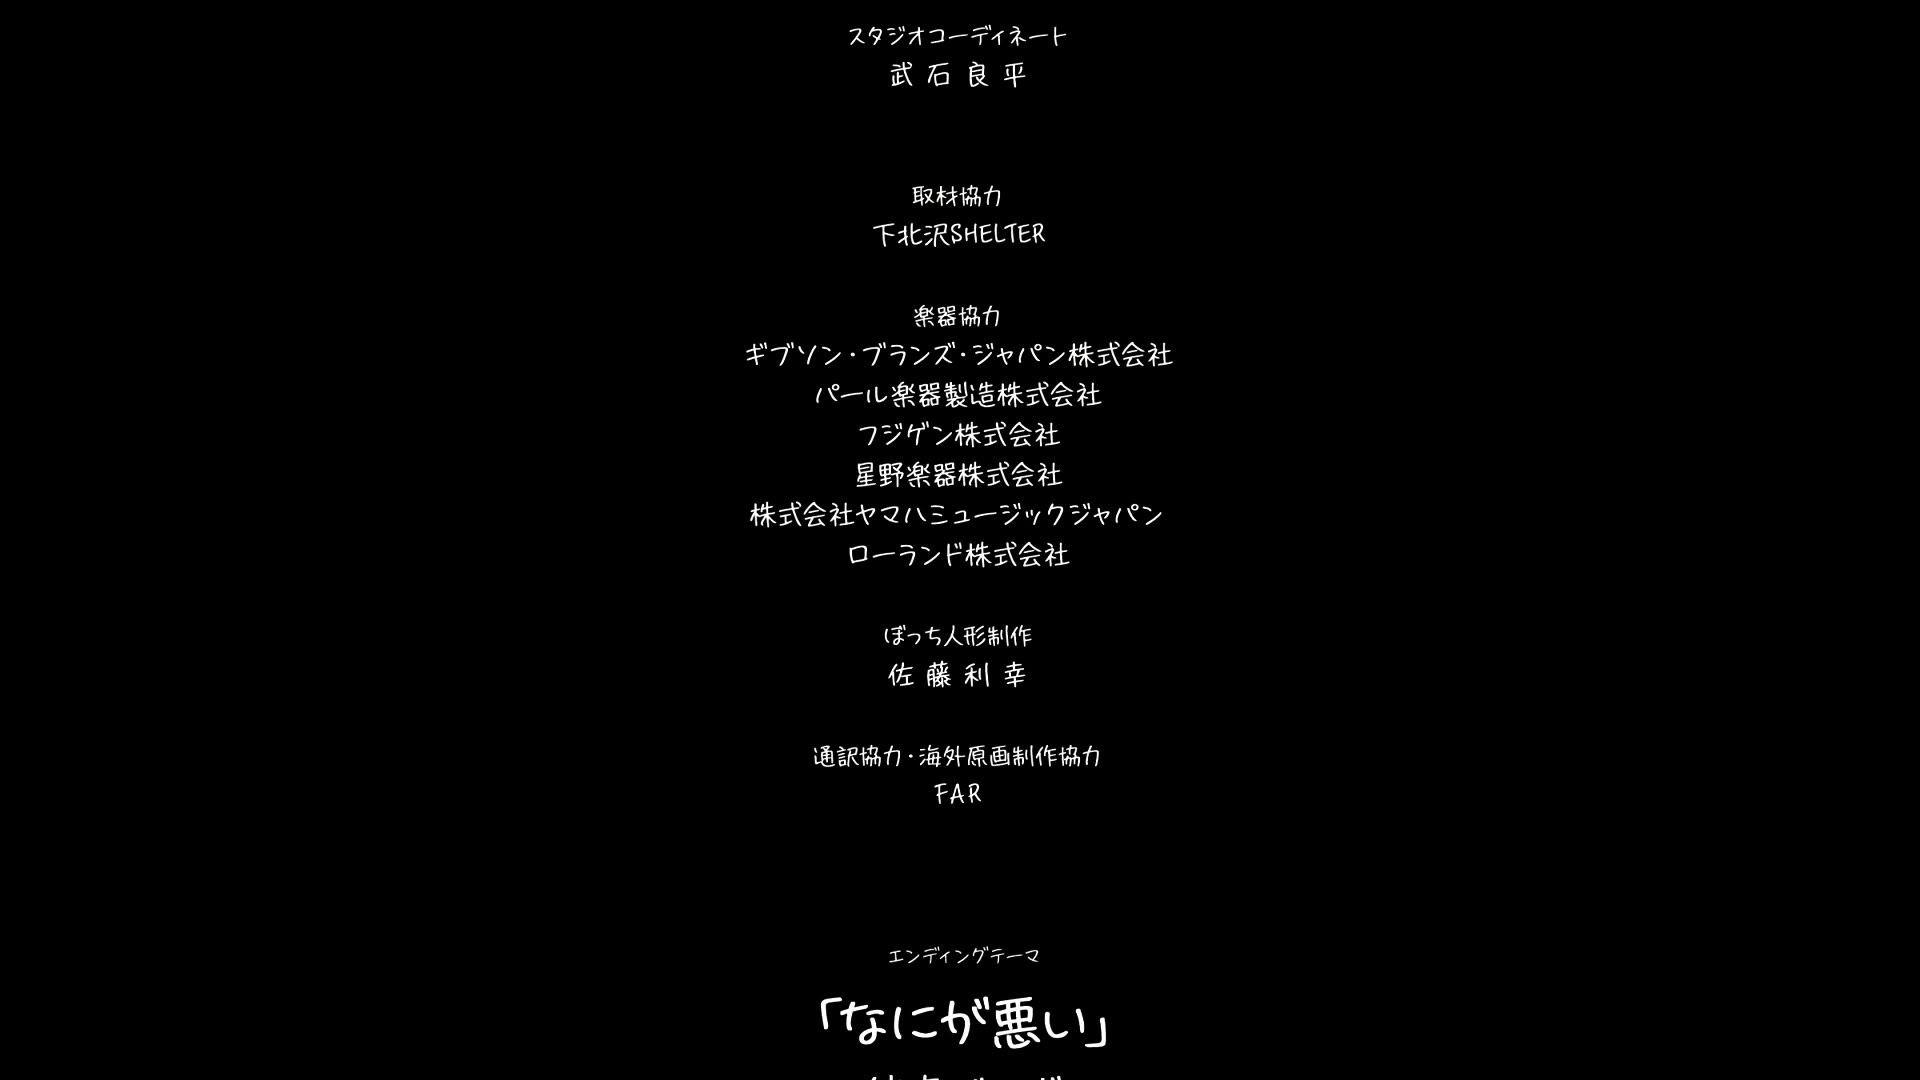 スタジオコーディネート
武石良平
取材協力
下北沢SHELTER
楽器協力
ギブソン・ブランズ・ジャパン株式会社
パール楽器製造株式会社
フジゲン株式会社
星野楽器株式会社
株式会社ヤマハミュージックジャパン
ローランド株式会社
ぼっち人形制作
佐藤利幸
通訳協力・海外原画制作協力
FAR
エンディングテーマ
「なにが悪い」